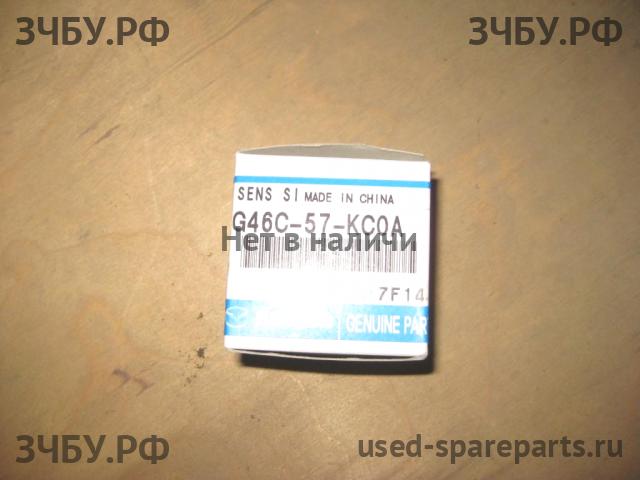 ЗЧБУ.РФ ЗЧБУ.РФ
SENS SI MADE IN CHINA
G46C-57-KC0A
Нет в наличии
7F14
GENUINE PAR
ЗЧБУ.РФ used-spareparts.ru